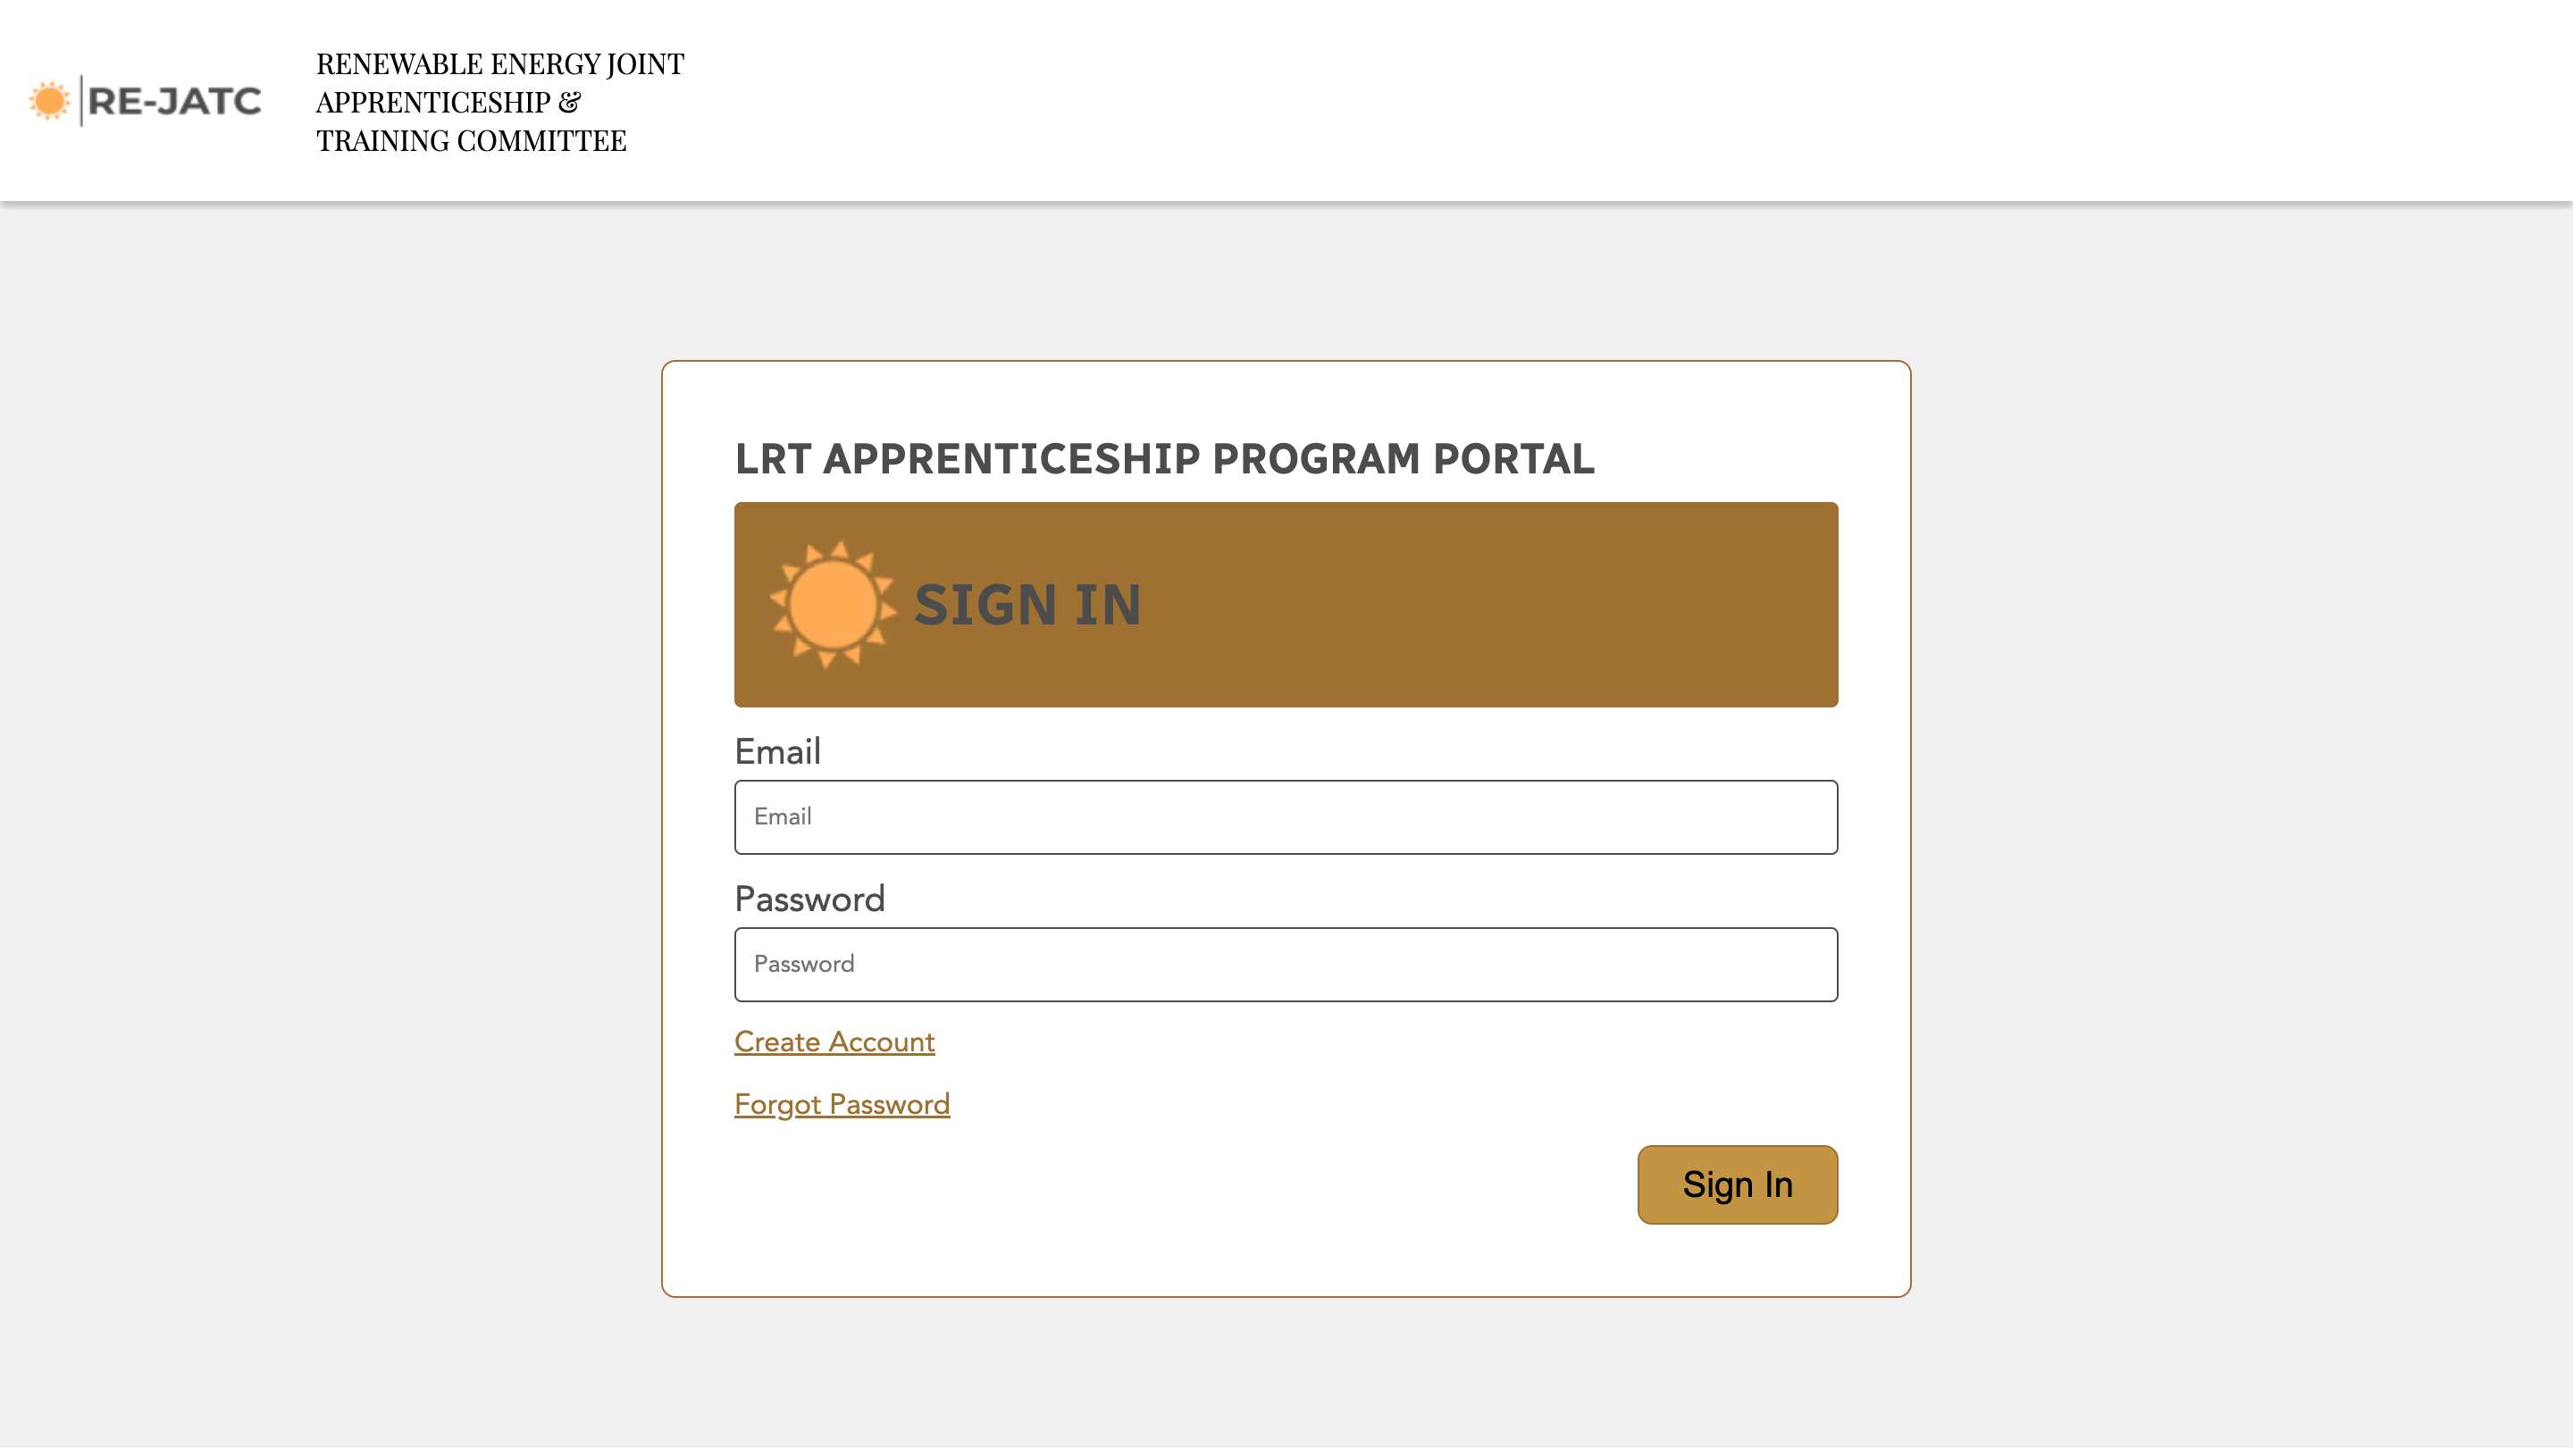 RE-JATC
RENEWABLE ENERGY JOINT
APPRENTICESHIP &
TRAINING COMMITTEE
LRT APPRENTICESHIP PROGRAM PORTAL
SIGN IN
Email
Email
Password
Password
Create Account
Forgot Password
Sign In